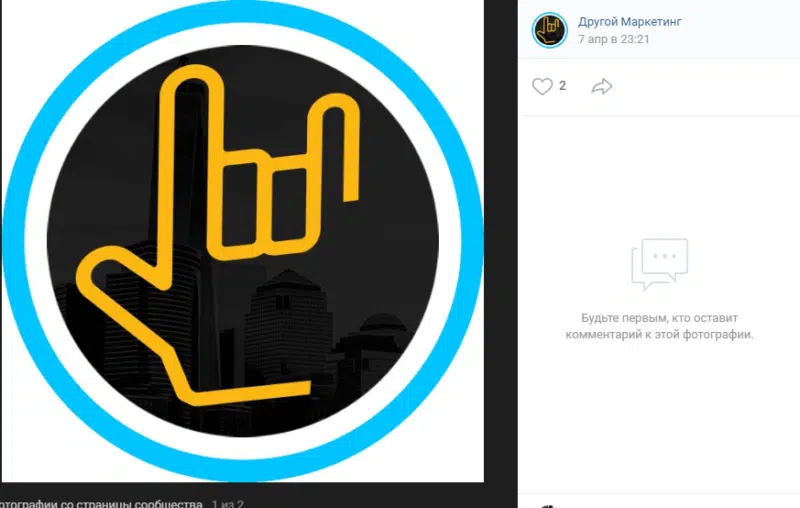 Другой Маркетинг
7 апр в 23:21
2
Будьте первым, кто оставит
комментарий к этой фотографии.
со страницы сообщества 1 из 2